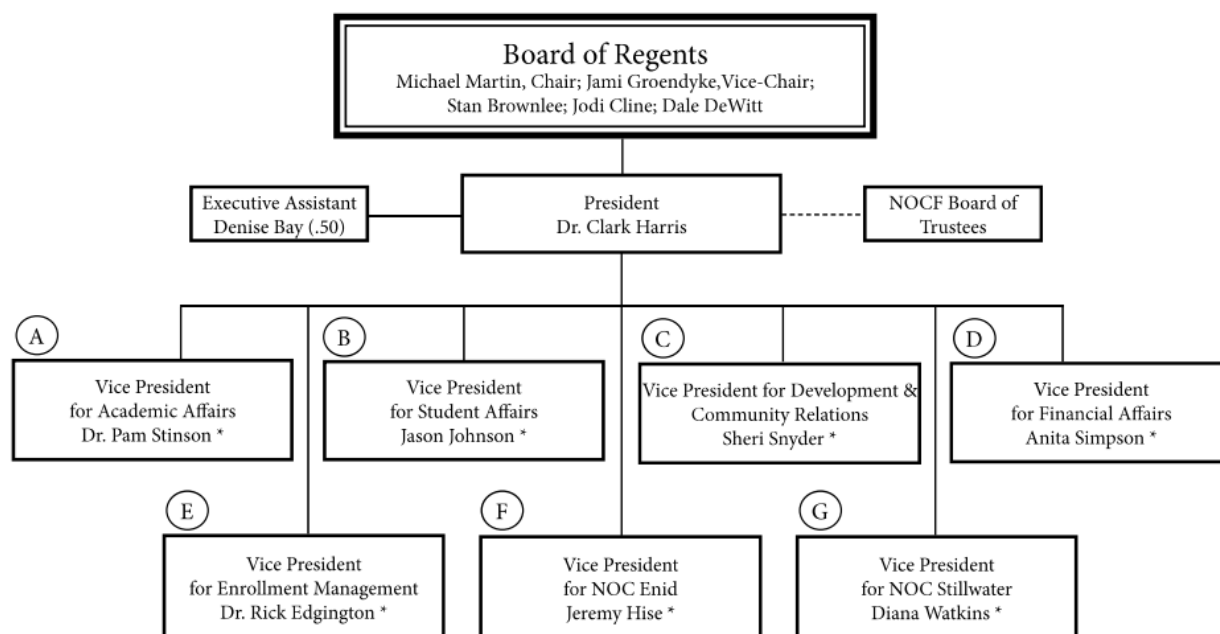 Board of Regents
Michael Martin, Chair; Jami Groendyke,Vice-Chair;
Stan Brownlee; Jodi Cline; Dale DeWitt
Executive Assistant
Denise Bay (.50)
President
Dr. Clark Harris
NOCF Board of
Trustees
A
Vice President
for Academic Affairs
Dr. Pam Stinson *
B
Vice President
for Student Affairs
Jason Johnson *
C
Vice President for Development &
Community Relations
Sheri Snyder *
D
Vice President
for Financial Affairs
Anita Simpson *
E
Vice President
for Enrollment Management
Dr. Rick Edgington *
F
Vice President
for NOC Enid
Jeremy Hise *
G
Vice President
for NOC Stillwater
Diana Watkins *